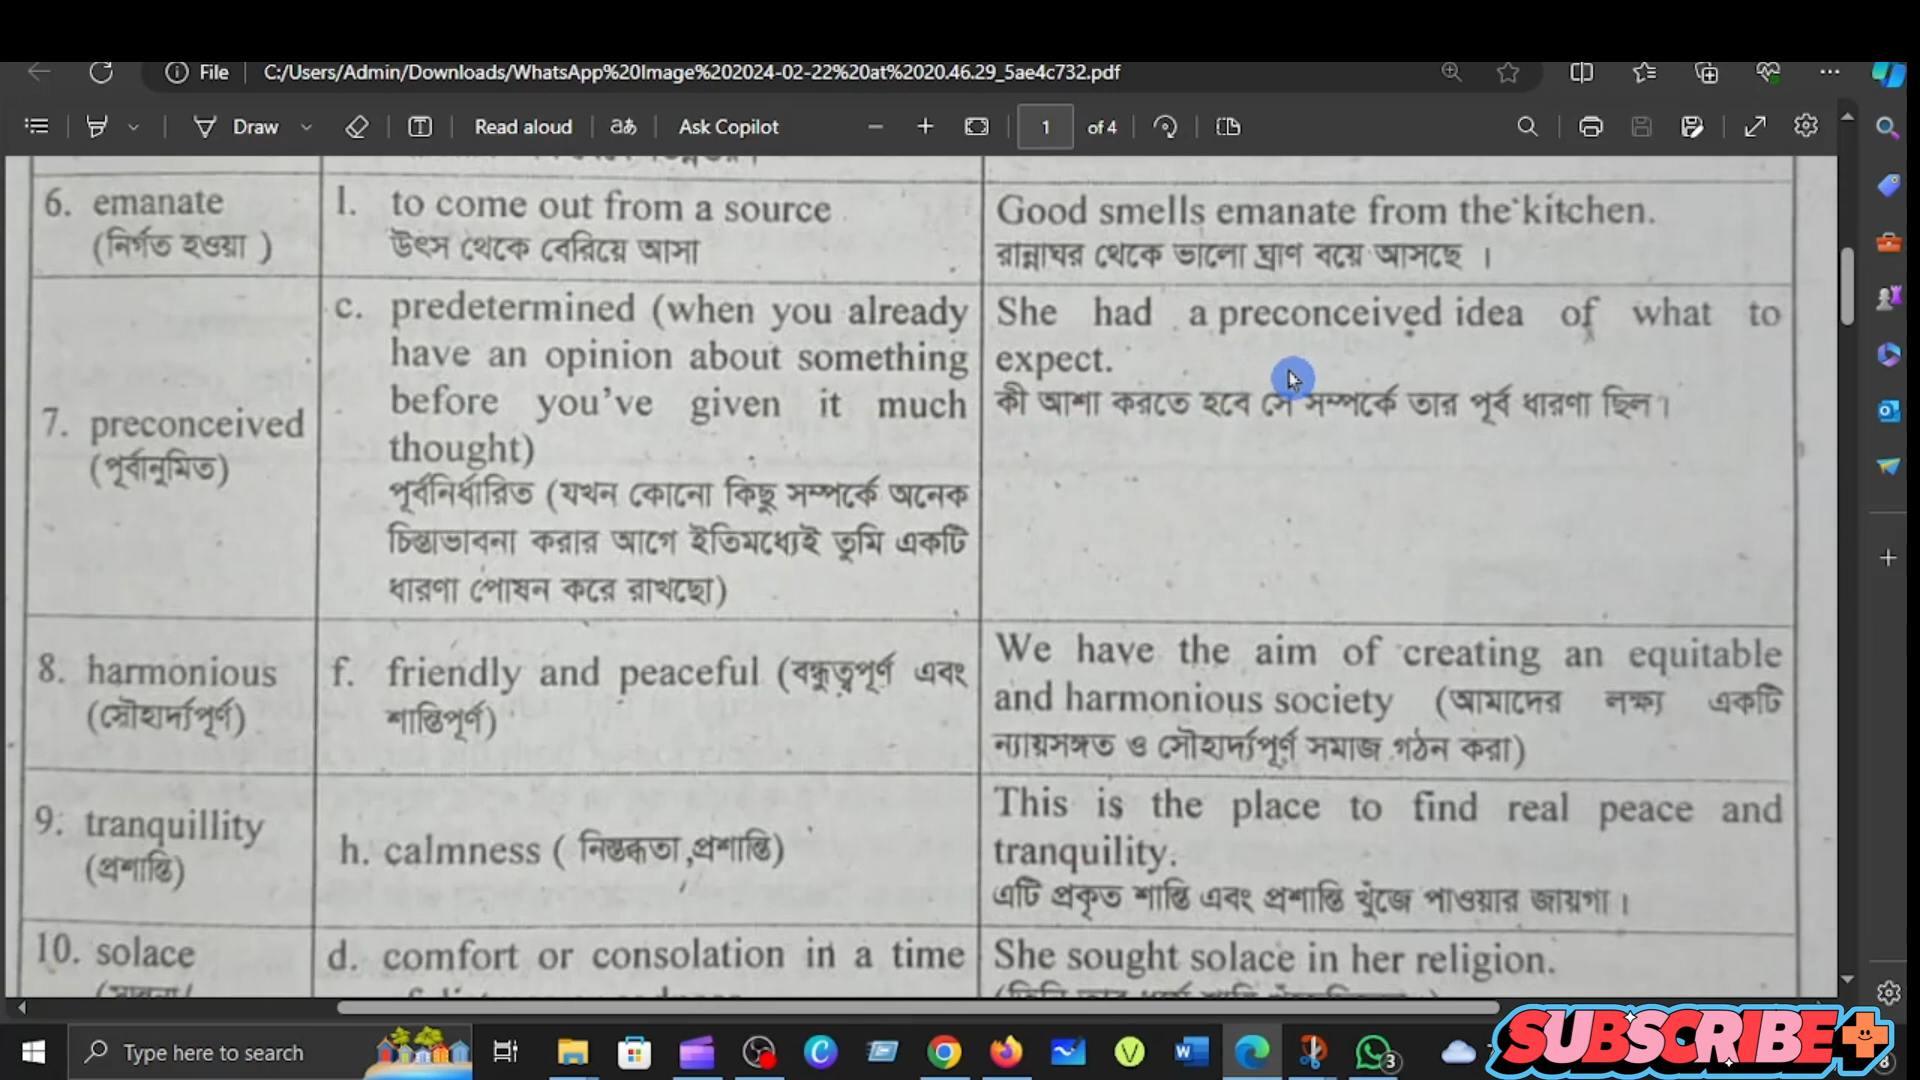 File C:/Users/Admin/Downloads/WhatsApp%20Image%202024-02-22%20at%2020.46.29_5ae4c732.pdf
Draw Read aloud Ask Copilot 1 of 4
6. emanate
(নির্গত হওয়া )
l. to come out from a source
উৎস থেকে বেরিয়ে আসা
Good smells emanate from the kitchen.
রান্নাঘর থেকে ভালো ঘ্রাণ বয়ে আসছে ।
7. preconceived
(পূর্বানুমিত)
c. predetermined (when you already
have an opinion about something
before you've given it much
thought)
পূর্বনির্ধারিত (যখন কোনো কিছু সম্পর্কে অনেক
চিন্তাভাবনা করার আগে ইতিমধ্যেই তুমি একটি
ধারণা পোষন করে রাখছো)
She had a preconceived idea of what to
expect.
কী আশা করতে হবে সে সম্পর্কে তার পূর্ব ধারণা ছিল।
8. harmonious
(সৌহার্দ্যপূর্ণ)
f. friendly and peaceful (বন্ধুত্বপূর্ণ এবং
শান্তিপূর্ণ)
We have the aim of creating an equitable
and harmonious society (আমাদের লক্ষ্য একটি
ন্যায়সঙ্গত ও সৌহার্দ্যপূর্ণ সমাজ গঠন করা)
9. tranquillity
(প্রশান্তি)
h. calmness ( নিস্তব্ধতা ,প্রশান্তি)
This is the place to find real peace and
tranquility.
এটি প্রকৃত শান্তি এবং প্রশান্তি খুঁজে পাওয়ার জায়গা ।
10. solace
d. comfort or consolation in a time
She sought solace in her religion.
Type here to search
3
SUBSCRIBE